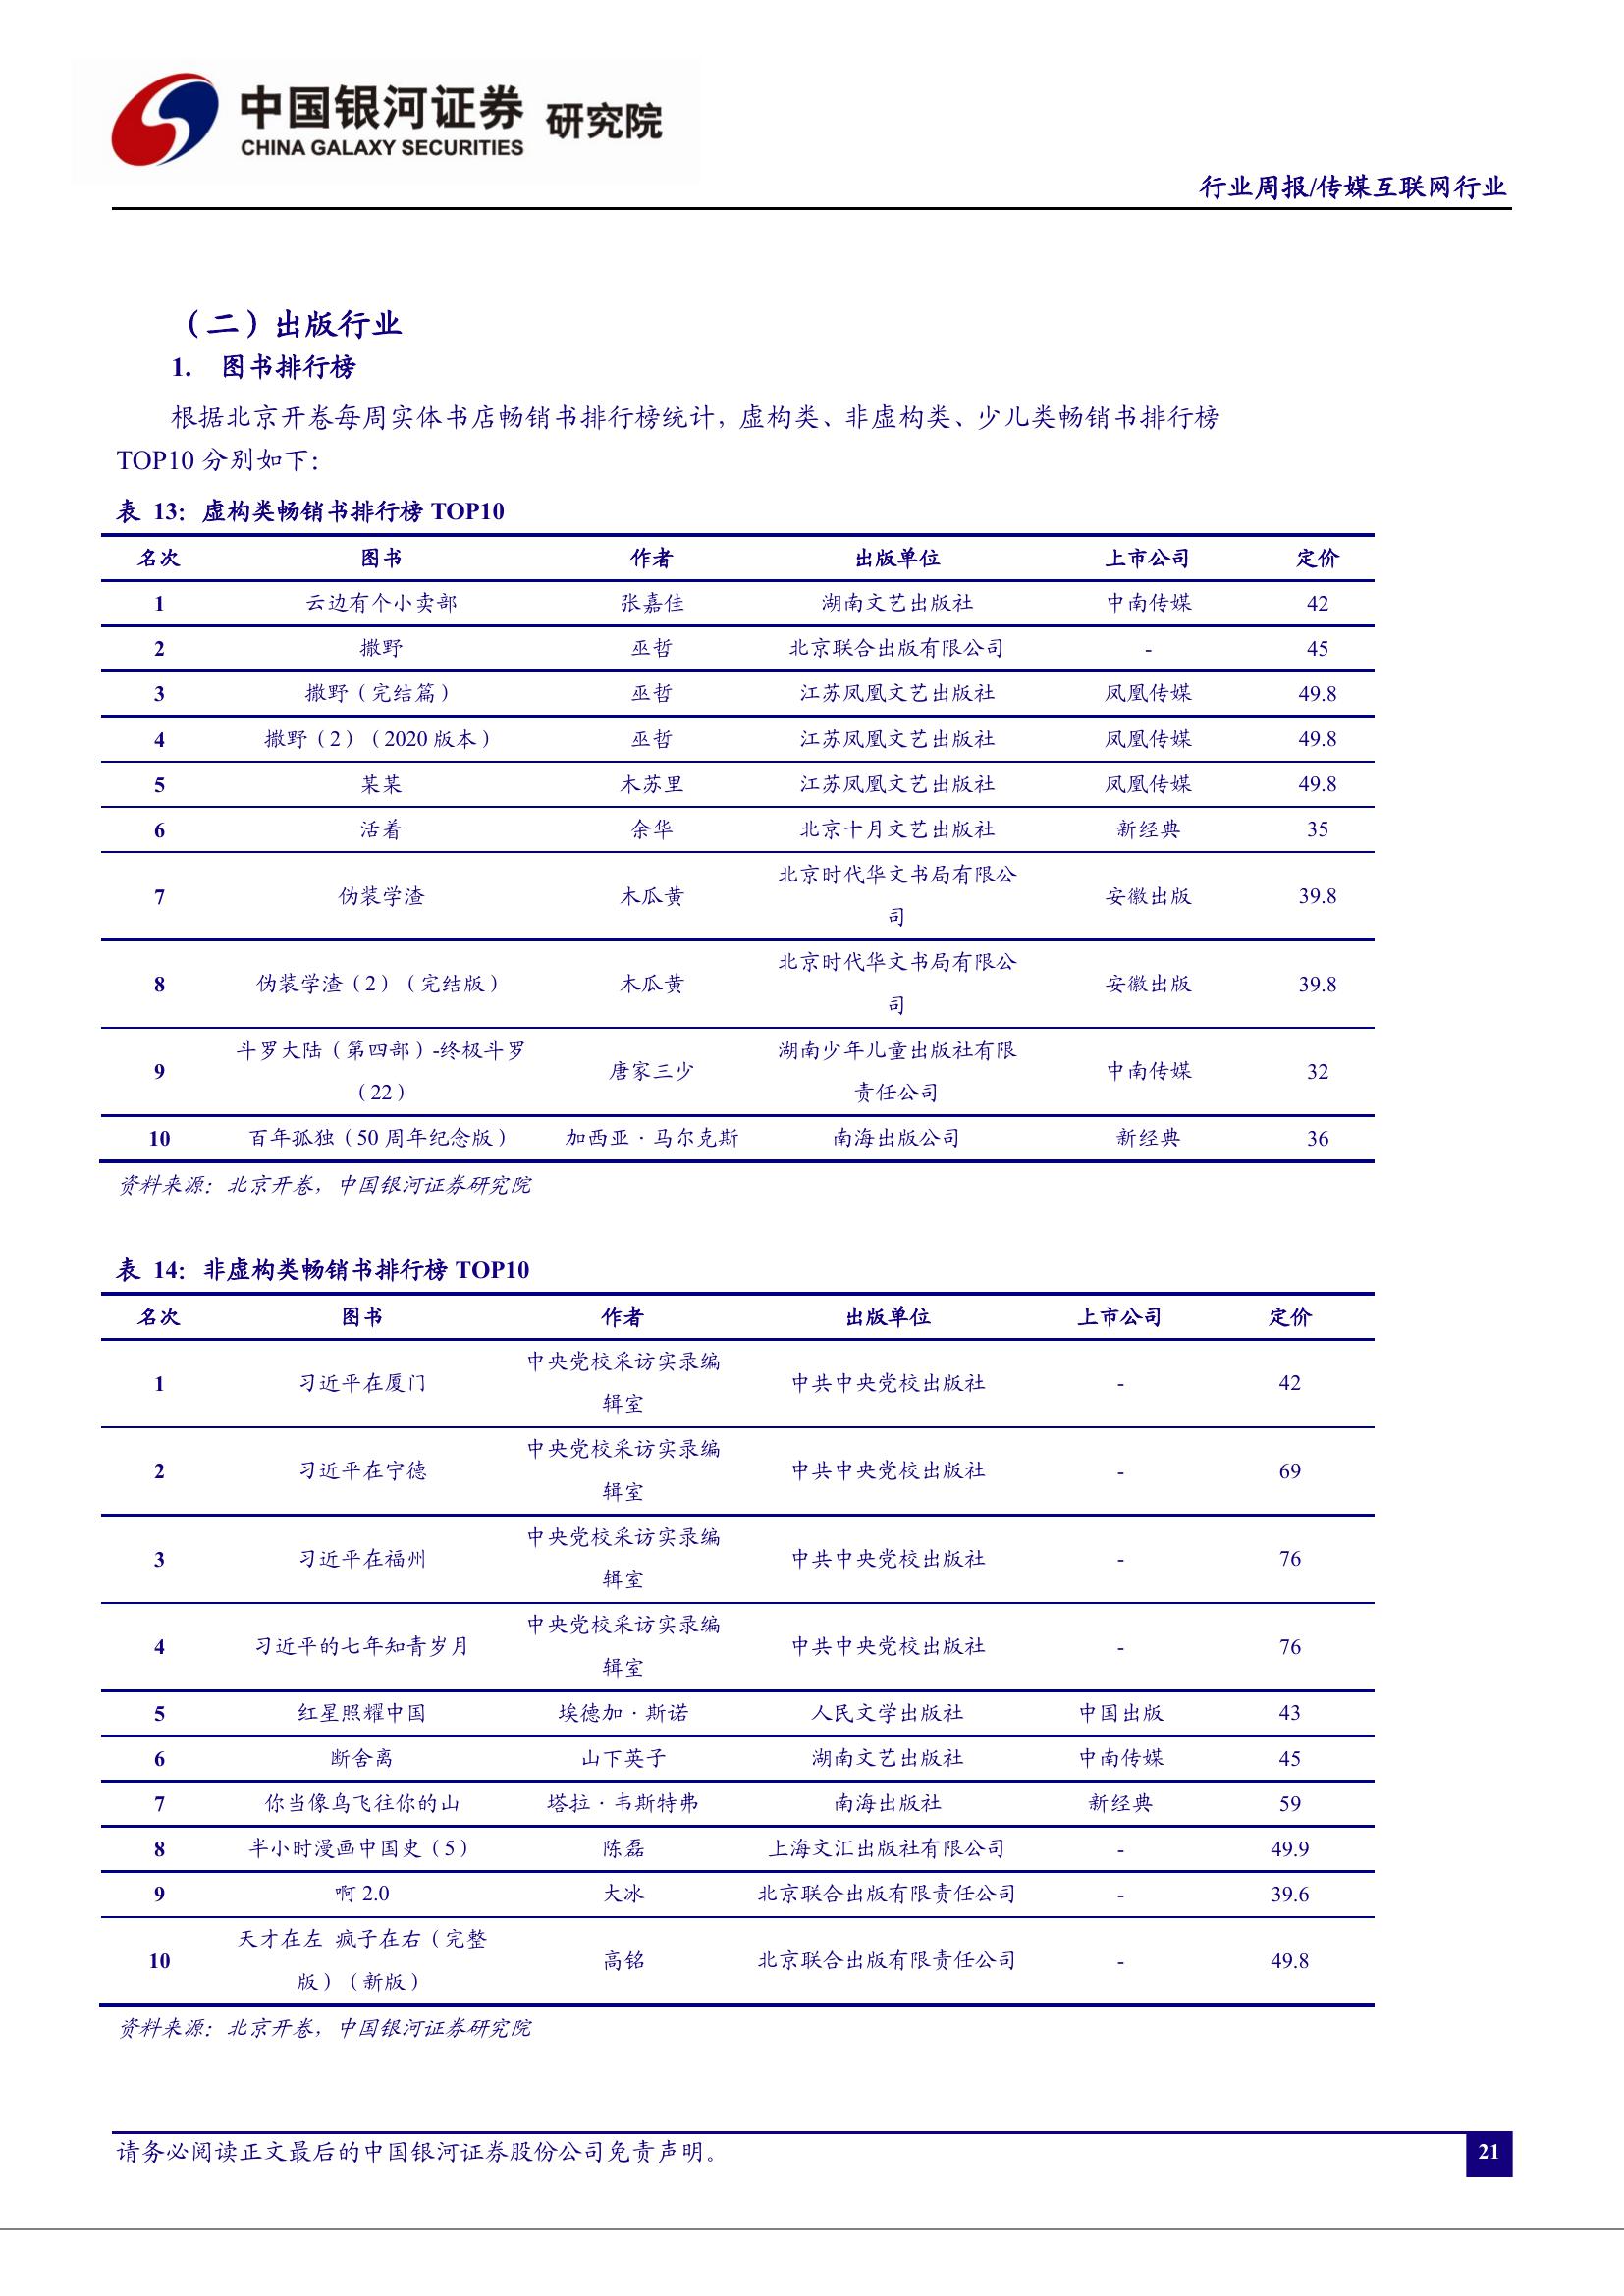 中国银河证券 研究院
CHINA GALAXY SECURITIES
行业周报/传媒互联网行业
（二）出版行业
1. 图书排行榜
根据北京开卷每周实体书店畅销书排行榜统计，虚构类、非虚构类、少儿类畅销书排行榜
TOP10 分别如下：
表 13：虚构类畅销书排行榜 TOP10
名次 图书 作者 出版单位 上市公司 定价
1 云边有个小卖部 张嘉佳 湖南文艺出版社 中南传媒 42
2 撒野 巫哲 北京联合出版有限公司 - 45
3 撒野（完结篇） 巫哲 江苏凤凰文艺出版社 凤凰传媒 49.8
4 撒野（2）（2020 版本） 巫哲 江苏凤凰文艺出版社 凤凰传媒 49.8
5 某某 木苏里 江苏凤凰文艺出版社 凤凰传媒 49.8
6 活着 余华 北京十月文艺出版社 新经典 35
北京时代华文书局有限公
7 伪装学渣 木瓜黄 安徽出版 39.8
司
北京时代华文书局有限公
8 伪装学渣（2）（完结版） 木瓜黄 安徽出版 39.8
司
斗罗大陆（第四部）-终极斗罗 湖南少年儿童出版社有限
9 唐家三少 中南传媒 32
（22） 责任公司
10 百年孤独（50 周年纪念版） 加西亚·马尔克斯 南海出版公司 新经典 36
资料来源：北京开卷，中国银河证券研究院
表 14：非虚构类畅销书排行榜 TOP10
名次 图书 作者 出版单位 上市公司 定价
中央党校采访实录编
1 习近平在厦门 中共中央党校出版社 - 42
辑室
中央党校采访实录编
2 习近平在宁德 中共中央党校出版社 - 69
辑室
中央党校采访实录编
3 习近平在福州 中共中央党校出版社 - 76
辑室
中央党校采访实录编
4 习近平的七年知青岁月 中共中央党校出版社 - 76
辑室
5 红星照耀中国 埃德加·斯诺 人民文学出版社 中国出版 43
6 断舍离 山下英子 湖南文艺出版社 中南传媒 45
7 你当像鸟飞往你的山 塔拉·韦斯特弗 南海出版社 新经典 59
8 半小时漫画中国史（5） 陈磊 上海文汇出版社有限公司 - 49.9
9 啊 2.0 大冰 北京联合出版有限责任公司 - 39.6
天才在左 疯子在右（完整
10 高铭 北京联合出版有限责任公司 - 49.8
版）（新版）
资料来源：北京开卷，中国银河证券研究院
请务必阅读正文最后的中国银河证券股份公司免责声明。
21